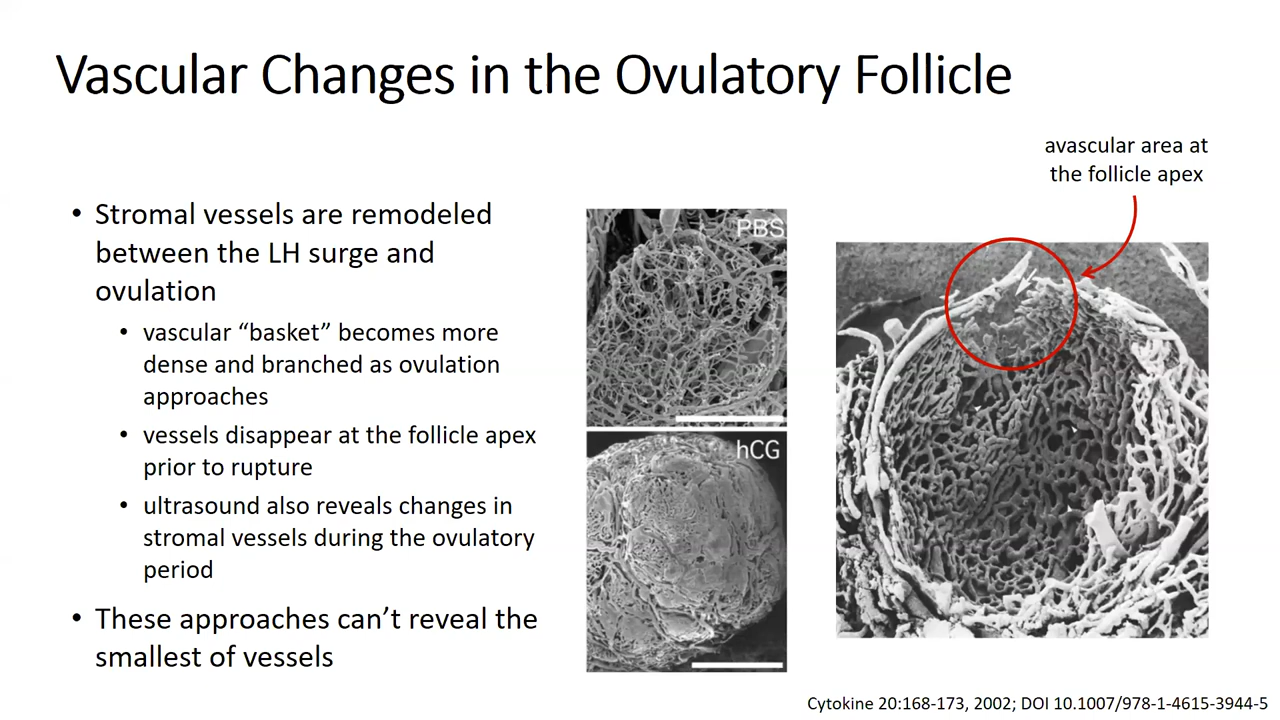 Vascular Changes in the Ovulatory Follicle
avascular area at
the follicle apex
• Stromal vessels are remodeled
between the LH surge and
ovulation
• vascular “basket” becomes more
dense and branched as ovulation
approaches
• vessels disappear at the follicle apex
prior to rupture
• ultrasound also reveals changes in
stromal vessels during the ovulatory
period
• These approaches can’t reveal the
smallest of vessels
PBS
hCG
Cytokine 20:168-173, 2002; DOI 10.1007/978-1-4615-3944-5